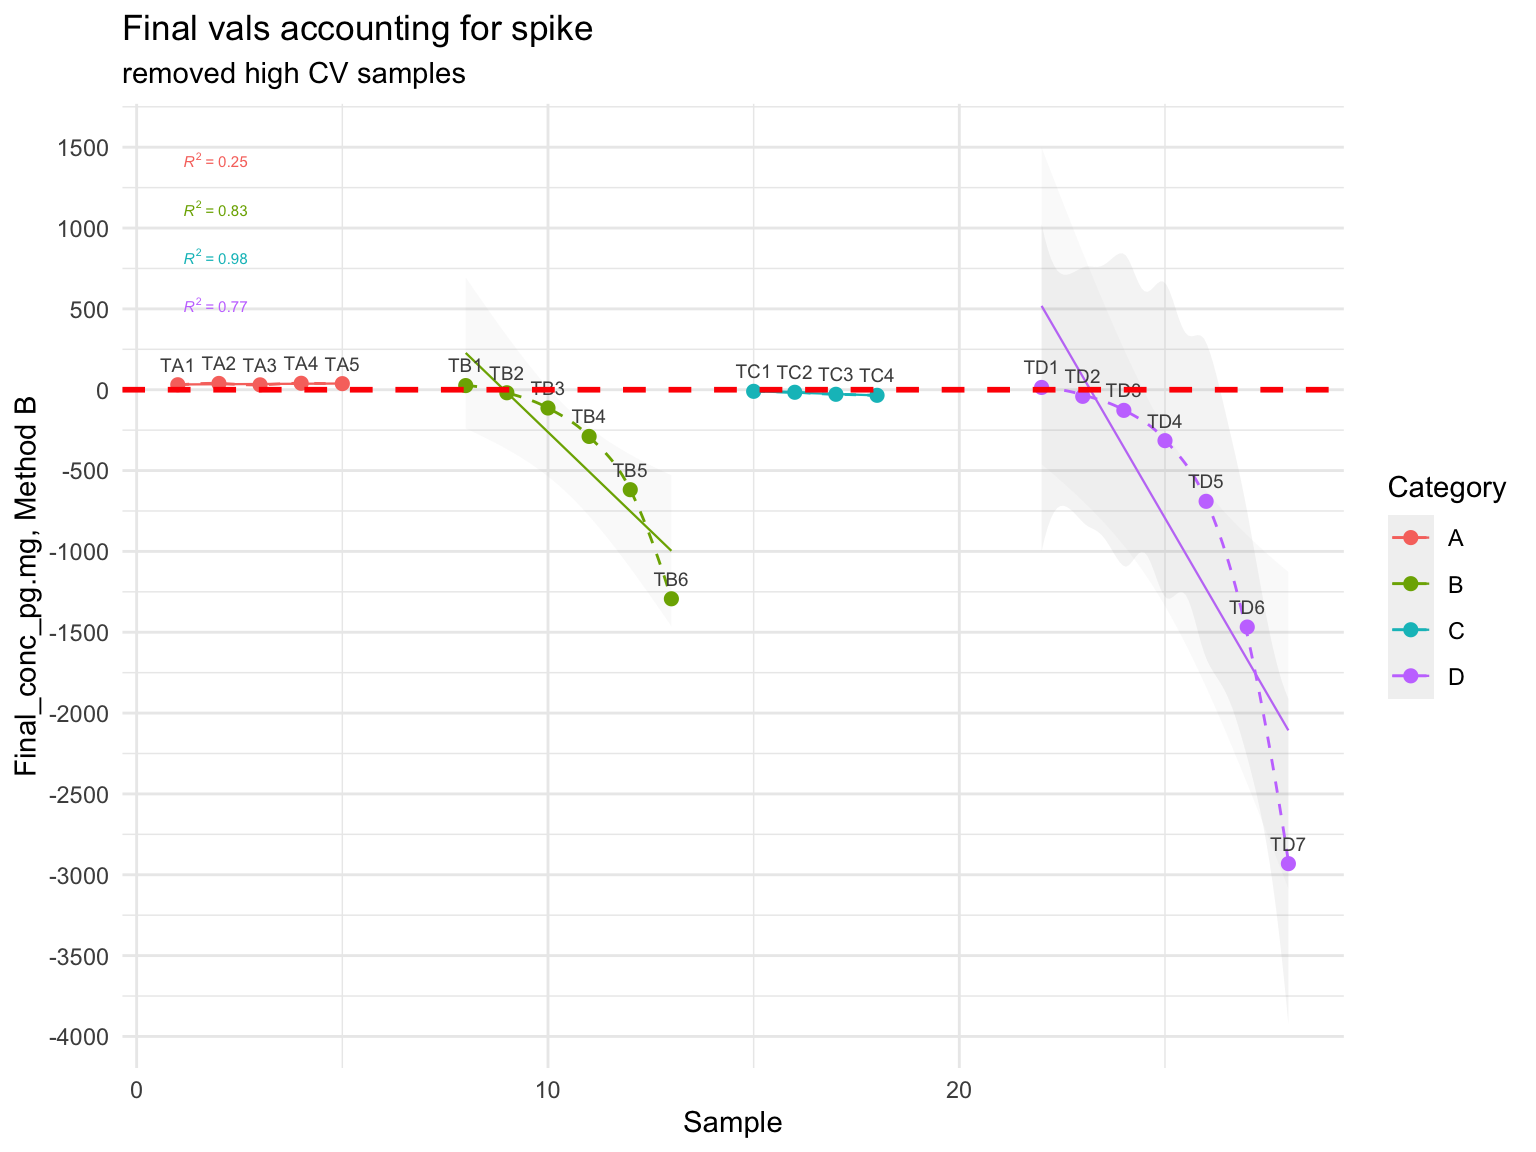 Final vals accounting for spike
removed high CV samples
Final_conc_pg.mg, Method B
1500
1000
500
0
-500
-1000
-1500
-2000
-2500
-3000
-3500
-4000
R² = 0.25
R² = 0.83
R² = 0.98
R² = 0.77
TA1 TA2 TA3 TA4 TA5
TB1
TB2
TB3
TB4
TB5
TB6
TC1 TC2 TC3 TC4
TD1
TD2
TD3
TD4
TD5
TD6
TD7
0 10 20
Sample
Category
A
B
C
D